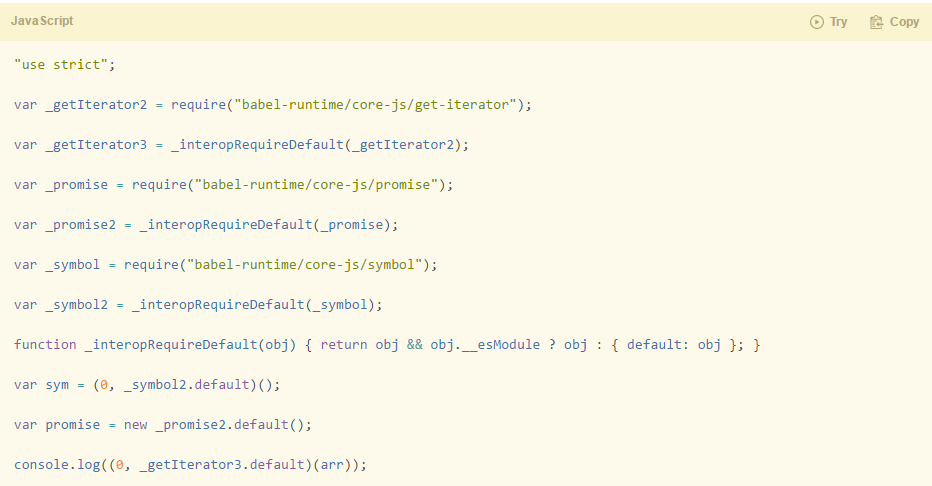 JavaScript Try Copy
"use strict";
var _getIterator2 = require("babel-runtime/core-js/get-iterator");
var _getIterator3 = _interopRequireDefault(_getIterator2);
var _promise = require("babel-runtime/core-js/promise");
var _promise2 = _interopRequireDefault(_promise);
var _symbol = require("babel-runtime/core-js/symbol");
var _symbol2 = _interopRequireDefault(_symbol);
function _interopRequireDefault(obj) { return obj && obj.__esModule ? obj : { default: obj }; }
var sym = (0, _symbol2.default)();
var promise = new _promise2.default();
console.log((0, _getIterator3.default)(arr));